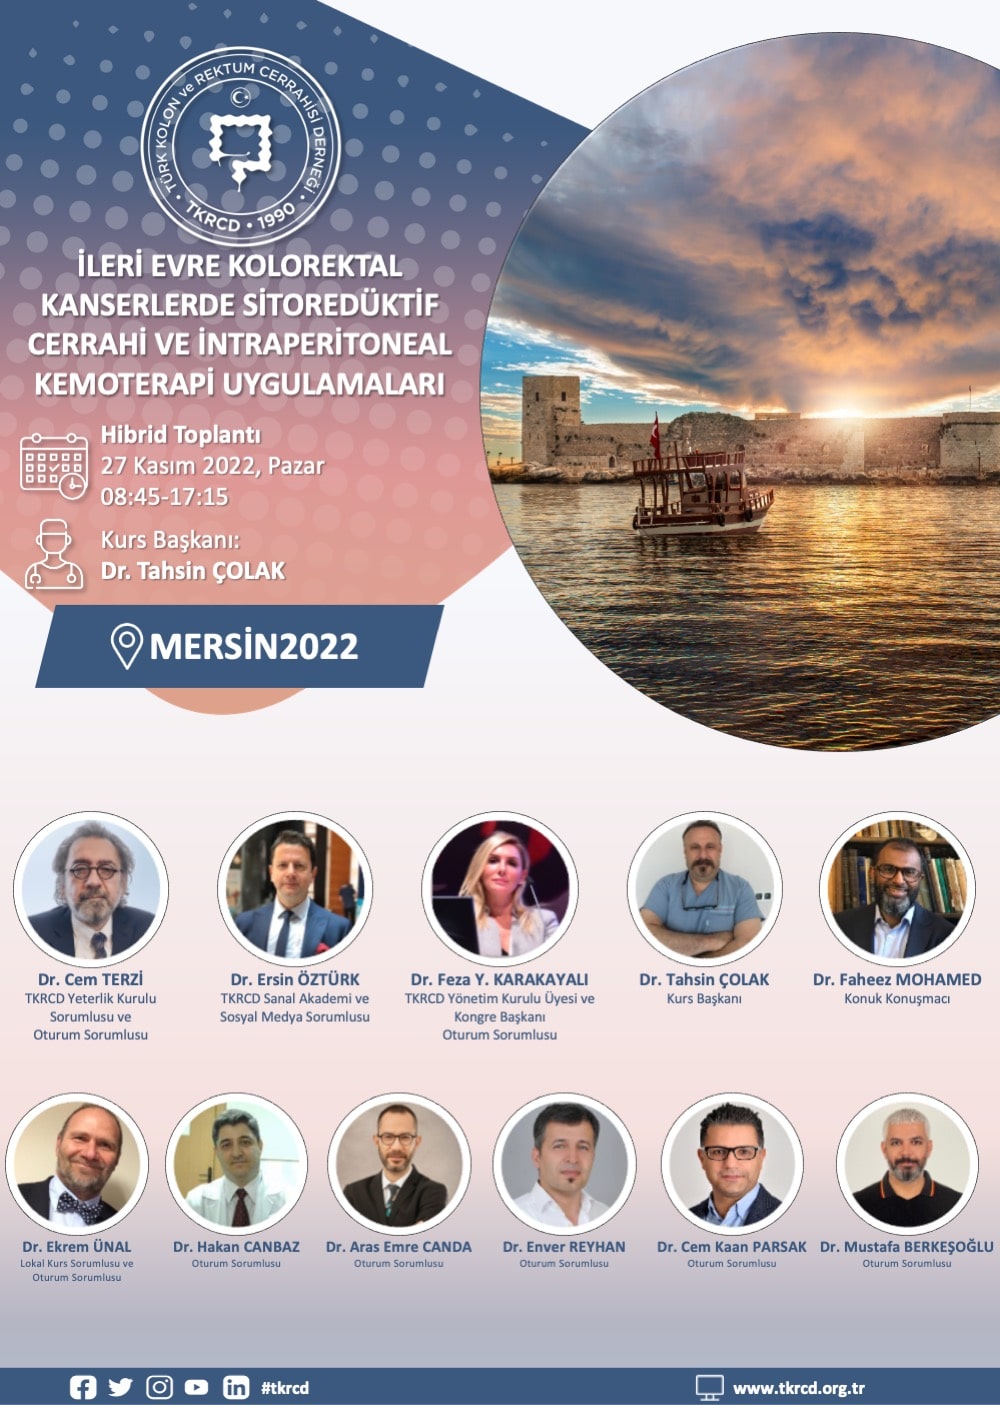 TÜRK KOLON ve REKTUM CERRAHİSİ DERNEĞİ
TKRCD • 1990
İLERİ EVRE KOLOREKTAL
KANSERLERDE SİTOREDÜKTİF
CERRAHİ VE İNTRAPERİTONEAL
KEMOTERAPİ UYGULAMALARI
Hibrid Toplantı
27 Kasım 2022, Pazar
08:45-17:15
Kurs Başkanı:
Dr. Tahsin ÇOLAK
MERSİN2022
Dr. Cem TERZİ
TKRCD Yeterlik Kurulu
Sorumlusu ve
Oturum Sorumlusu
Dr. Ersin ÖZTÜRK
TKRCD Sanal Akademi ve
Sosyal Medya Sorumlusu
Dr. Feza Y. KARAKAYALI
TKRCD Yönetim Kurulu Üyesi ve
Kongre Başkanı
Oturum Sorumlusu
Dr. Tahsin ÇOLAK
Kurs Başkanı
Dr. Faheez MOHAMED
Konuk Konuşmacı
Dr. Ekrem ÜNAL
Lokal Kurs Sorumlusu ve
Oturum Sorumlusu
Dr. Hakan CANBAZ
Oturum Sorumlusu
Dr. Aras Emre CANDA
Oturum Sorumlusu
Dr. Enver REYHAN
Oturum Sorumlusu
Dr. Cem Kaan PARSAK
Oturum Sorumlusu
Dr. Mustafa BERKEŞOĞLU
Oturum Sorumlusu
#tkrcd
www.tkrcd.org.tr